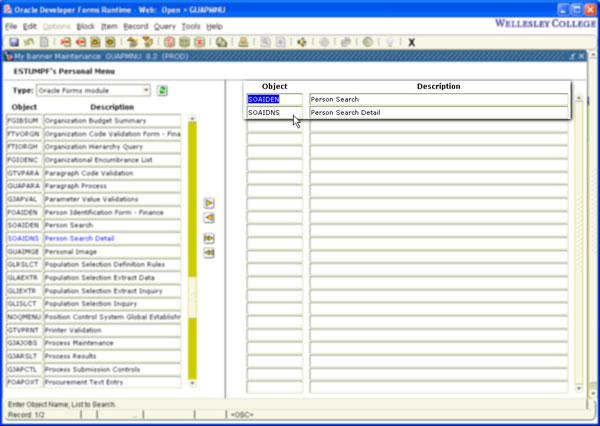 Oracle Developer Forms Runtime - Web: Open > GUAPMNU
File Edit Options Block Item Record Query Tools Help
WELLESLEY COLLEGE
My Banner Maintenance GUAPMNU 8.2 (PROD)
ESTUMPF's Personal Menu
Type: Oracle Forms module
Object Description
FGIBSUM Organization Budget Summary
FTVORGN Organization Code Validation Form - Fina
FTIORGH Organization Hierarchy Query
FGIOENC Organizational Encumbrance List
GTVPARA Paragraph Code Validation
GUAPARA Paragraph Process
GJAPVAL Parameter Value Validations
FOAIDEN Person Identification Form - Finance
SOAIDEN Person Search
SOAIDNS Person Search Detail
GUAIMGE Personal Image
GLRSLCT Population Selection Definition Rules
GLAEXTR Population Selection Extract Data
GLIEXTR Population Selection Extract Inquiry
GLISLCT Population Selection Inquiry
NOQMENU Position Control System Global Establishm
GTVPRNT Printer Validation
GJAJOBS Process Maintenance
GJARSLT Process Results
GJAPCTL Process Submission Controls
FOAPOXT Procurement Text Entry
Object Description
SOAIDEN Person Search
SOAIDNS Person Search Detail
Enter Object Name; List to Search.
Record: 1/2 ... <OSC>